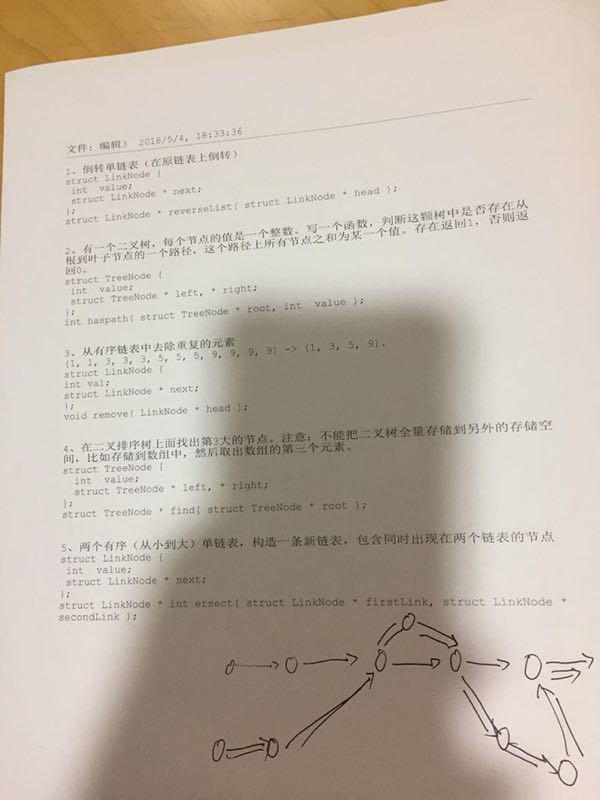 文件: 编辑3 2018/5/4, 18:33:36
1、倒转单链表（在原链表上倒转）
struct LinkNode {
int value;
struct LinkNode * next;
};
struct LinkNode * reverseList( struct LinkNode * head );
2、有一个二叉树，每个节点的值是一个整数。写一个函数，判断这颗树中是否存在从
根到叶子节点的一个路径，这个路径上所有节点之和为某一个值。存在返回1，否则返
回0。
struct TreeNode {
int value;
struct TreeNode * left, * right;
};
int haspath( struct TreeNode * root, int value );
3、从有序链表中去除重复的元素
(1, 1, 3, 3, 3, 5, 5, 5, 9, 9, 9, 9) -> (1, 3, 5, 9).
struct LinkNode {
int val;
struct LinkNode * next;
};
void remove( LinkNode * head );
4、在二叉排序树上面找出第3大的节点。注意：不能把二叉树全量存储到另外的存储空
间，比如存储到数组中，然后取出数组的第三个元素。
struct TreeNode {
int value;
struct TreeNode * left, * right;
};
struct TreeNode * find( struct TreeNode * root );
5、两个有序（从小到大）单链表，构造一条新链表，包含同时出现在两个链表的节点
struct LinkNode {
int value;
struct LinkNode * next;
};
struct LinkNode * int ersect( struct LinkNode * firstLink, struct LinkNode *
secondLink );